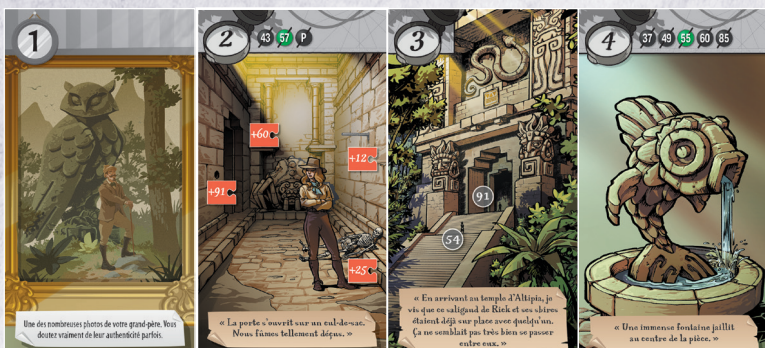 1
Une des nombreuses photos de votre grand-père. Vous
doutez vraiment de leur authenticité parfois.
2
43 57 P
+60
+12
+91
+25
« La porte s'ouvrit sur un cul-de-sac.
Nous fûmes tellement déçus. »
3
91
54
« En arrivant au temple d'Altipia, je
vis que ce saligaud de Rick et ses sbires
étaient déjà sur place avec quelqu'un.
Ça ne semblait pas très bien se passer
entre eux. »
4
37 49 55 60 85
« Une immense fontaine jaillit
au centre de la pièce. »